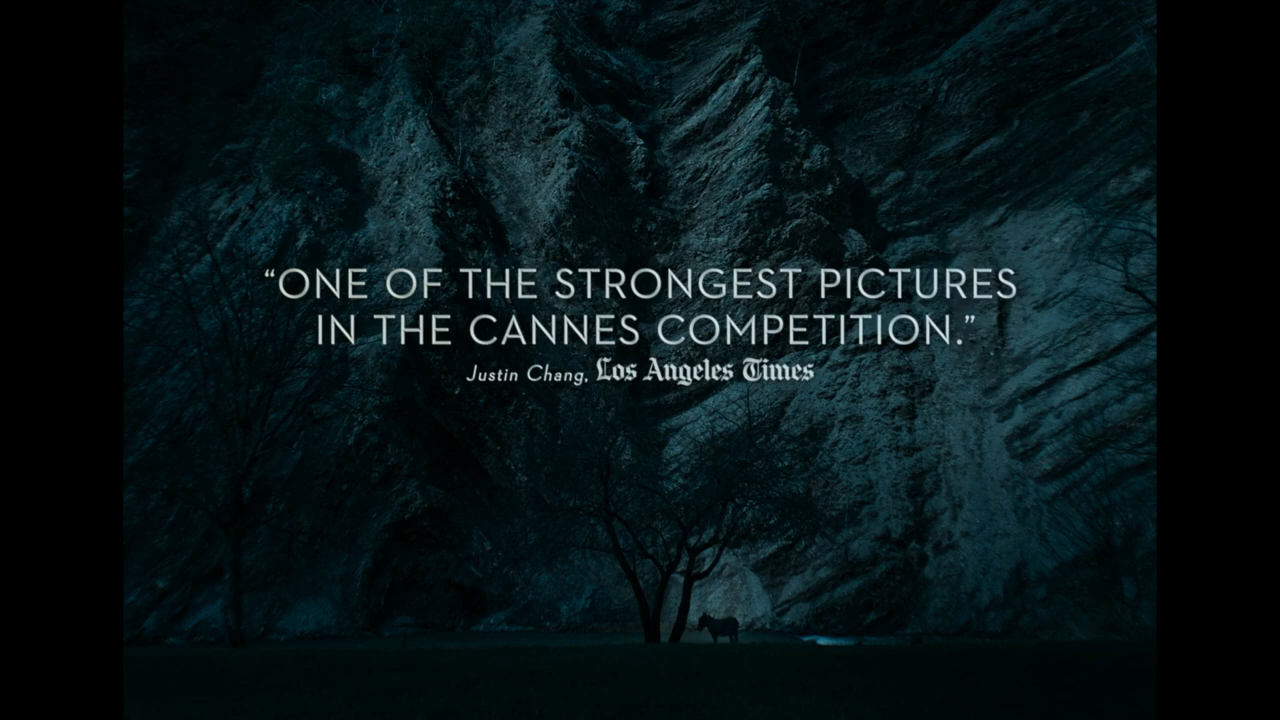 “ONE OF THE STRONGEST PICTURES
IN THE CANNES COMPETITION.”
Justin Chang, Los Angeles Times